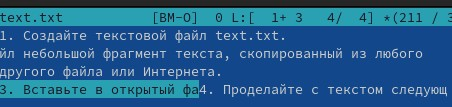 text.txt [BM-O] 0 L:[ 1+ 3 4/ 4] *(211 / 3
1. Создайте текстовой файл text.txt.
йл небольшой фрагмент текста, скопированный из любого
другого файла или Интернета.
3. Вставьте в открытый фа4. Проделайте с текстом следующ